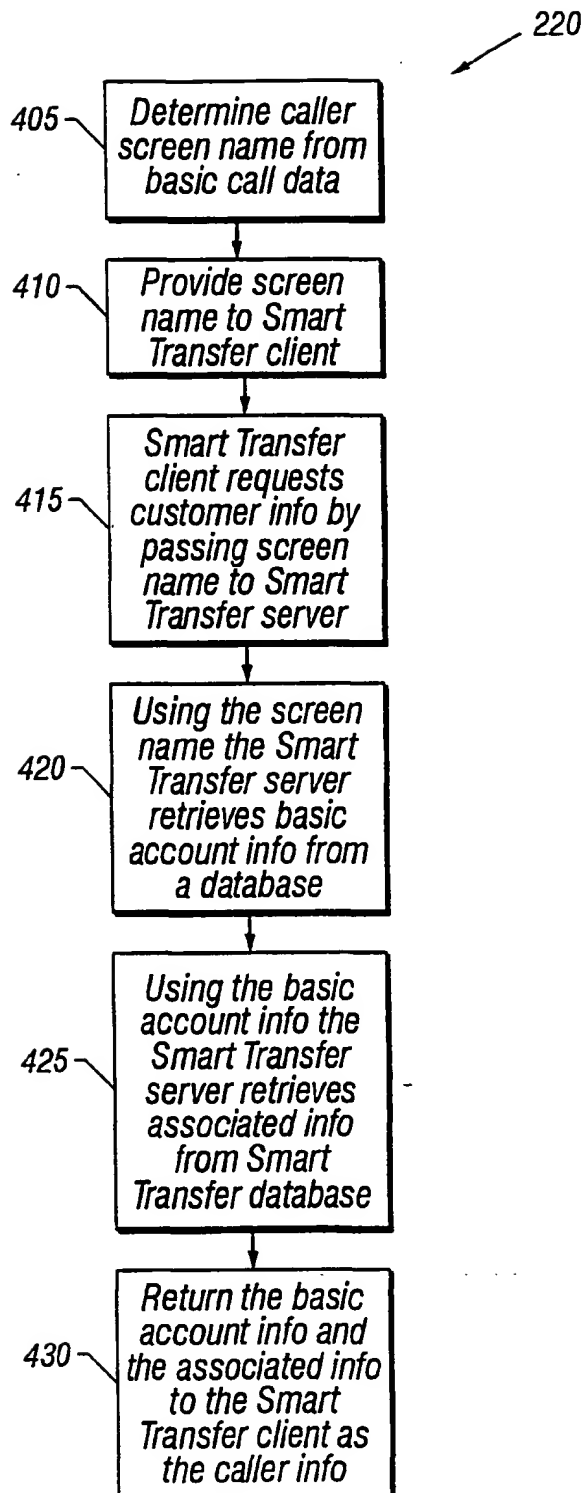 220
405
Determine caller
screen name from
basic call data
410
Provide screen
name to Smart
Transfer client
415
Smart Transfer
client requests
customer info by
passing screen
name to Smart
Transfer server
420
Using the screen
name the Smart
Transfer server
retrieves basic
account info from
a database
425
Using the basic
account info the
Smart Transfer
server retrieves
associated info
from Smart
Transfer database
430
Return the basic
account info and
the associated info
to the Smart
Transfer client as
the caller info